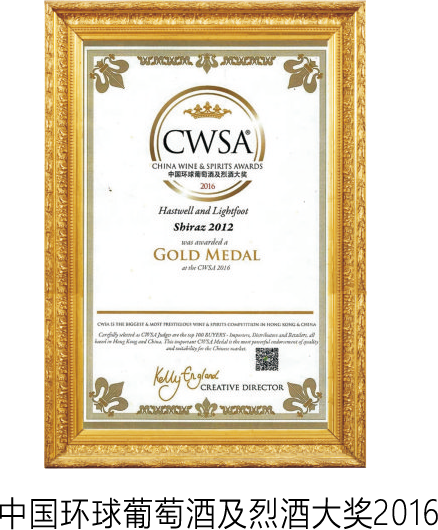 CWSA®
CHINA WINE & SPIRITS AWARDS
中国环球葡萄酒及烈酒大奖
2016
Hastwell and Lightfoot
Shiraz 2012
was awarded a
GOLD MEDAL
at the CWSA 2016
CWSA IS THE BIGGEST & MOST PRESTIGIOUS WINE & SPIRITS COMPETITION IN HONG KONG & CHINA
Carefully selected as CWSA Judges are the top 100 BUYERS - Importers, Distributors and Retailers, all
based in Hong Kong and China. This important CWSA Medal is the most powerful endorsement of quality
and suitability for the Chinese market.
Kelly England
CREATIVE DIRECTOR
中国环球葡萄酒及烈酒大奖2016